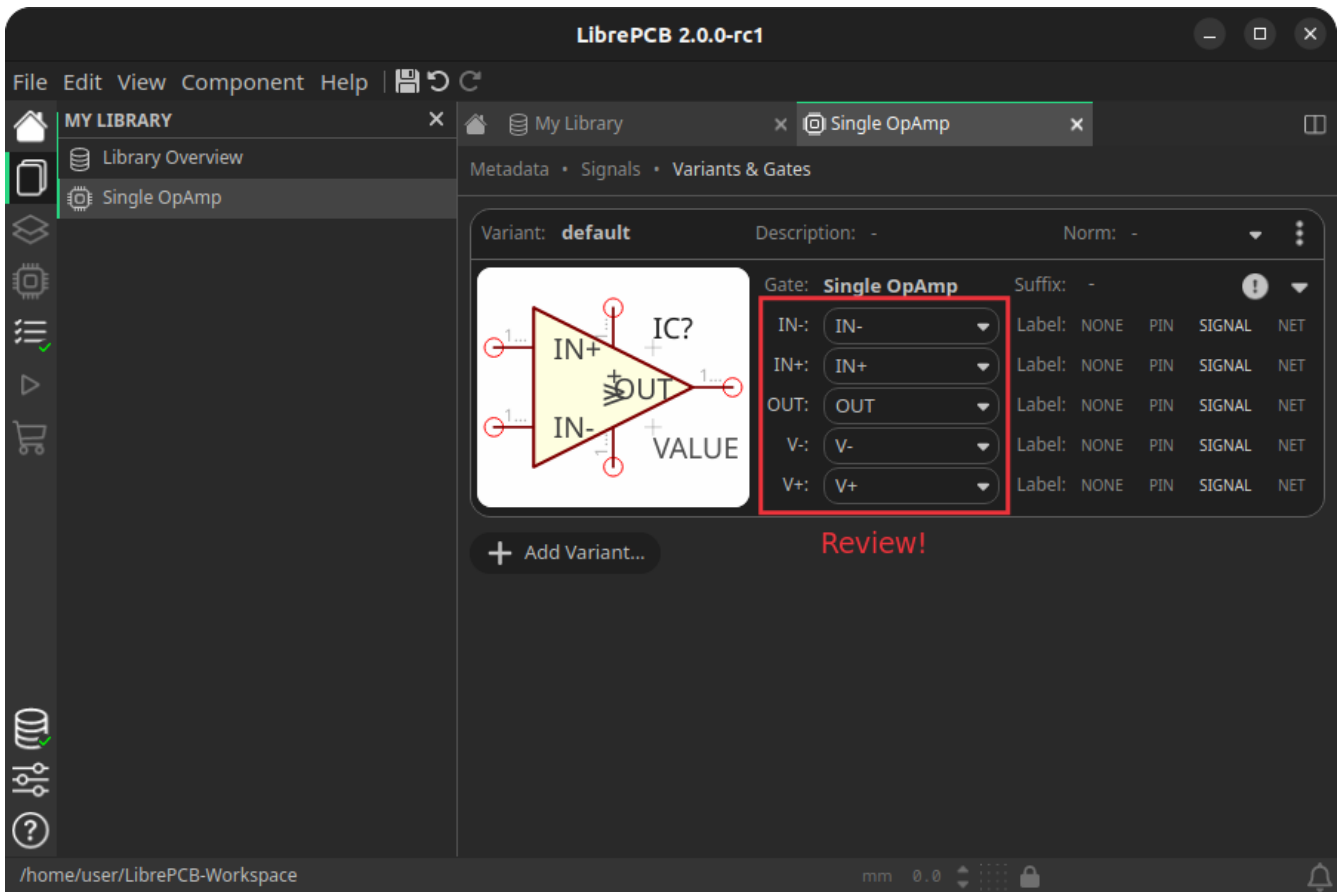 LibrePCB 2.0.0-rc1
File Edit View Component Help
MY LIBRARY
Library Overview
Single OpAmp
My Library
Single OpAmp
Metadata • Signals • Variants & Gates
Variant: default Description: - Norm: -
Gate: Single OpAmp Suffix: -
IN-: IN- Label: NONE PIN SIGNAL NET
IN+: IN+ Label: NONE PIN SIGNAL NET
OUT: OUT Label: NONE PIN SIGNAL NET
V-: V- Label: NONE PIN SIGNAL NET
V+: V+ Label: NONE PIN SIGNAL NET
IC?
1...
IN+
1...
OUT
1...
IN-
VALUE
Review!
Add Variant...
/home/user/LibrePCB-Workspace
mm 0.0